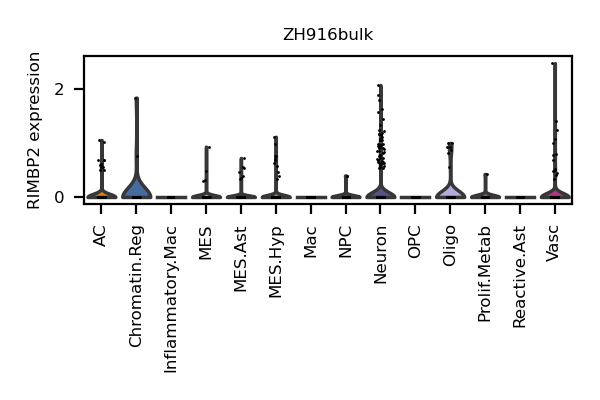 ZH916bulk
RIMBP2 expression
2
0
AC
Chromatin.Reg
Inflammatory.Mac
MES
MES.Ast
MES.Hyp
Mac
NPC
Neuron
OPC
Oligo
Prolif.Metab
Reactive.Ast
Vasc